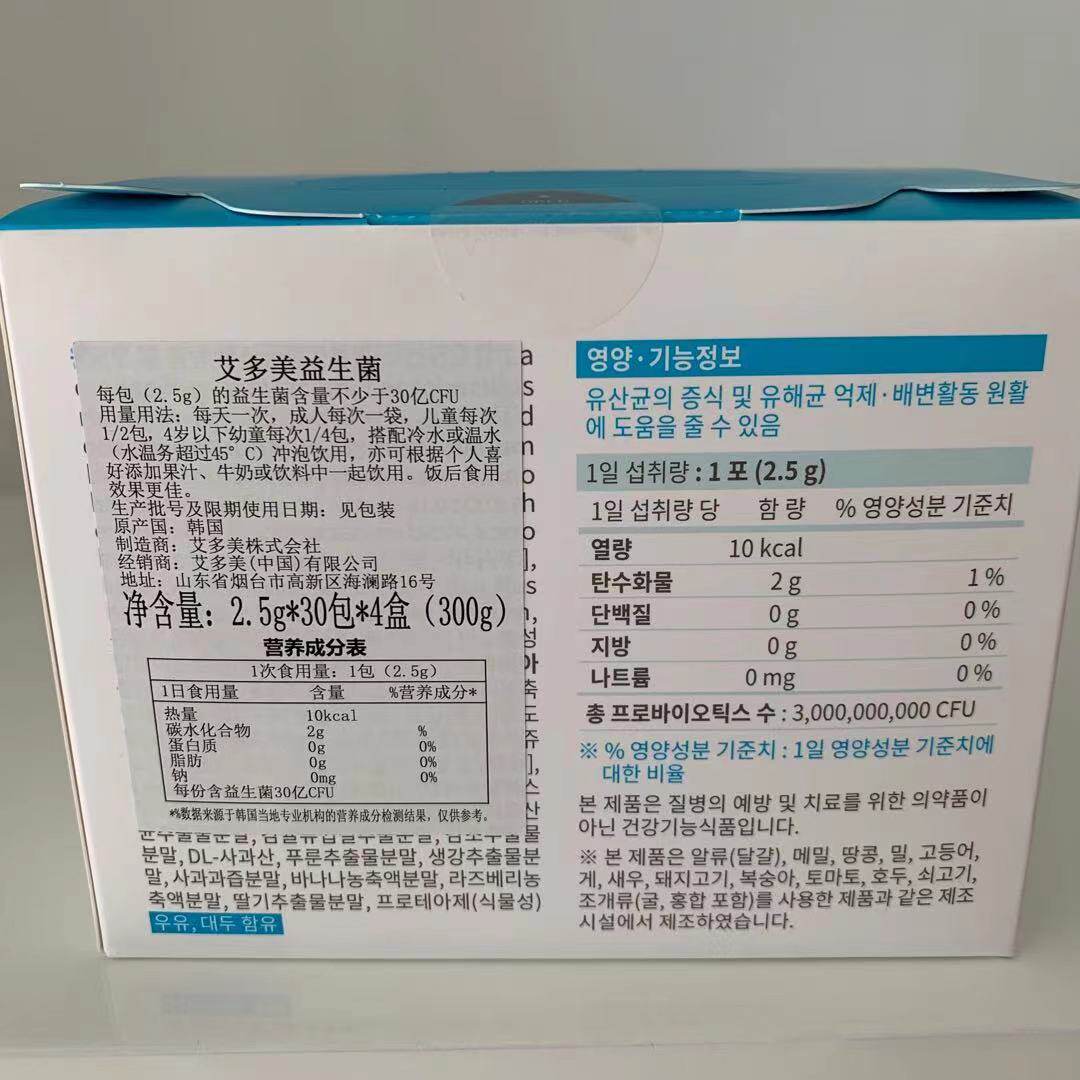 艾多美益生菌
每包（2.5g）的益生菌含量不少于30亿CFU
用量用法：每天一次，成人每次一袋，儿童每次
1/2包，4岁以下幼童每次1/4包，搭配冷水或温水
（水温务超过45°C）冲泡饮用，亦可根据个人喜
好添加果汁、牛奶或饮料中一起饮用。饭后食用
效果更佳。
生产批号及限期使用日期：见包装
原产国：韩国
制造商：艾多美株式会社
经销商：艾多美(中国)有限公司
地址：山东省烟台市高新区海澜路16号
净含量：2.5g*30包*4盒（300g）
营养成分表
1次食用量：1包（2.5g）
1日食用量 含量 %营养成分*
热量 10kcal
碳水化合物 2g %
蛋白质 0g 0%
脂肪 0g 0%
钠 0mg 0%
每份含益生菌30亿CFU
*%数据来源于韩国当地专业机构的营养成分检测结果，仅供参考。
분말, DL-사과산, 푸룬추출물분말, 생강추출물분
말, 사과과즙분말, 바나나농축액분말, 라즈베리농
축액분말, 딸기추출물분말, 프로테아제(식물성)
우유, 대두 함유
영양·기능정보
유산균의 증식 및 유해균 억제·배변활동 원활
에 도움을 줄 수 있음
1일 섭취량 : 1 포 (2.5 g)
1일 섭취량 당 함 량 % 영양성분 기준치
열량 10 kcal
탄수화물 2 g 1 %
단백질 0 g 0 %
지방 0 g 0 %
나트륨 0 mg 0 %
총 프로바이오틱스 수 : 3,000,000,000 CFU
※ % 영양성분 기준치 : 1일 영양성분 기준치에
대한 비율
본 제품은 질병의 예방 및 치료를 위한 의약품이
아닌 건강기능식품입니다.
※ 본 제품은 알류(달걀), 메밀, 땅콩, 밀, 고등어,
게, 새우, 돼지고기, 복숭아, 토마토, 호두, 쇠고기,
조개류(굴, 홍합 포함)를 사용한 제품과 같은 제조
시설에서 제조하였습니다.